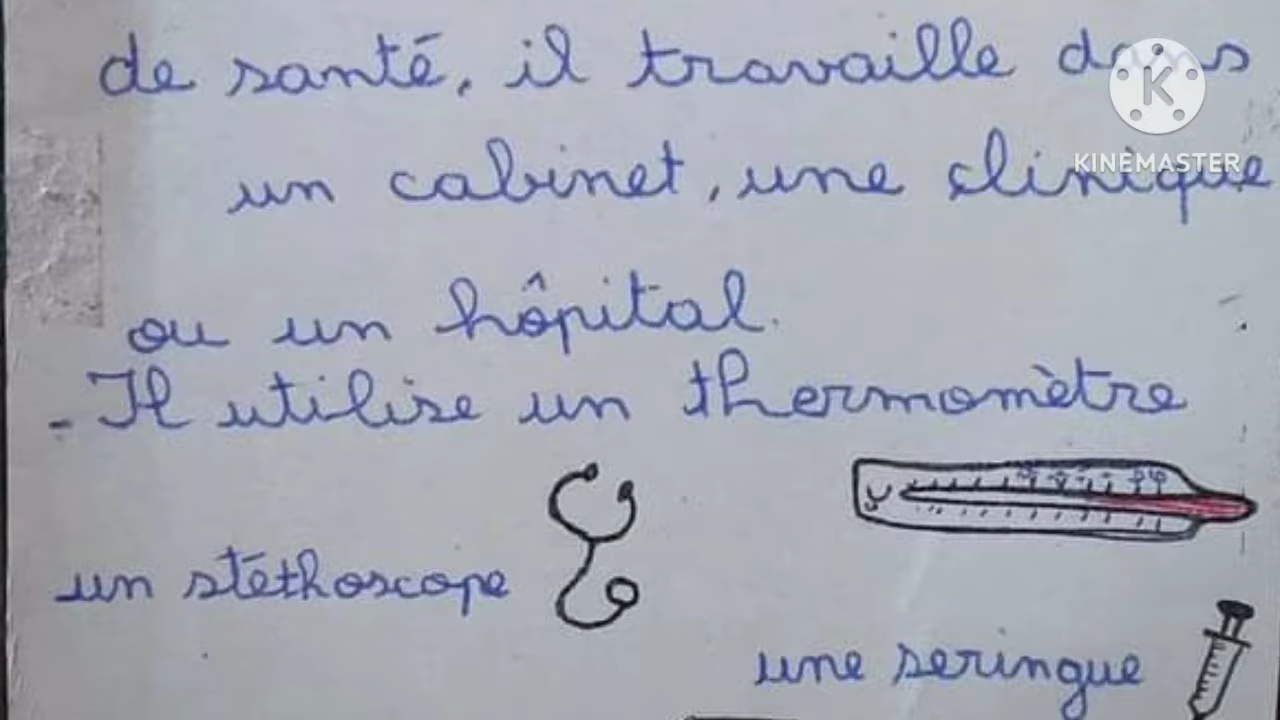 de santé, il travaille dans
un cabinet, une clinique
ou un hôpital.
- Il utilise un thermomètre
un stéthoscope
une seringue
K
KINEMASTER